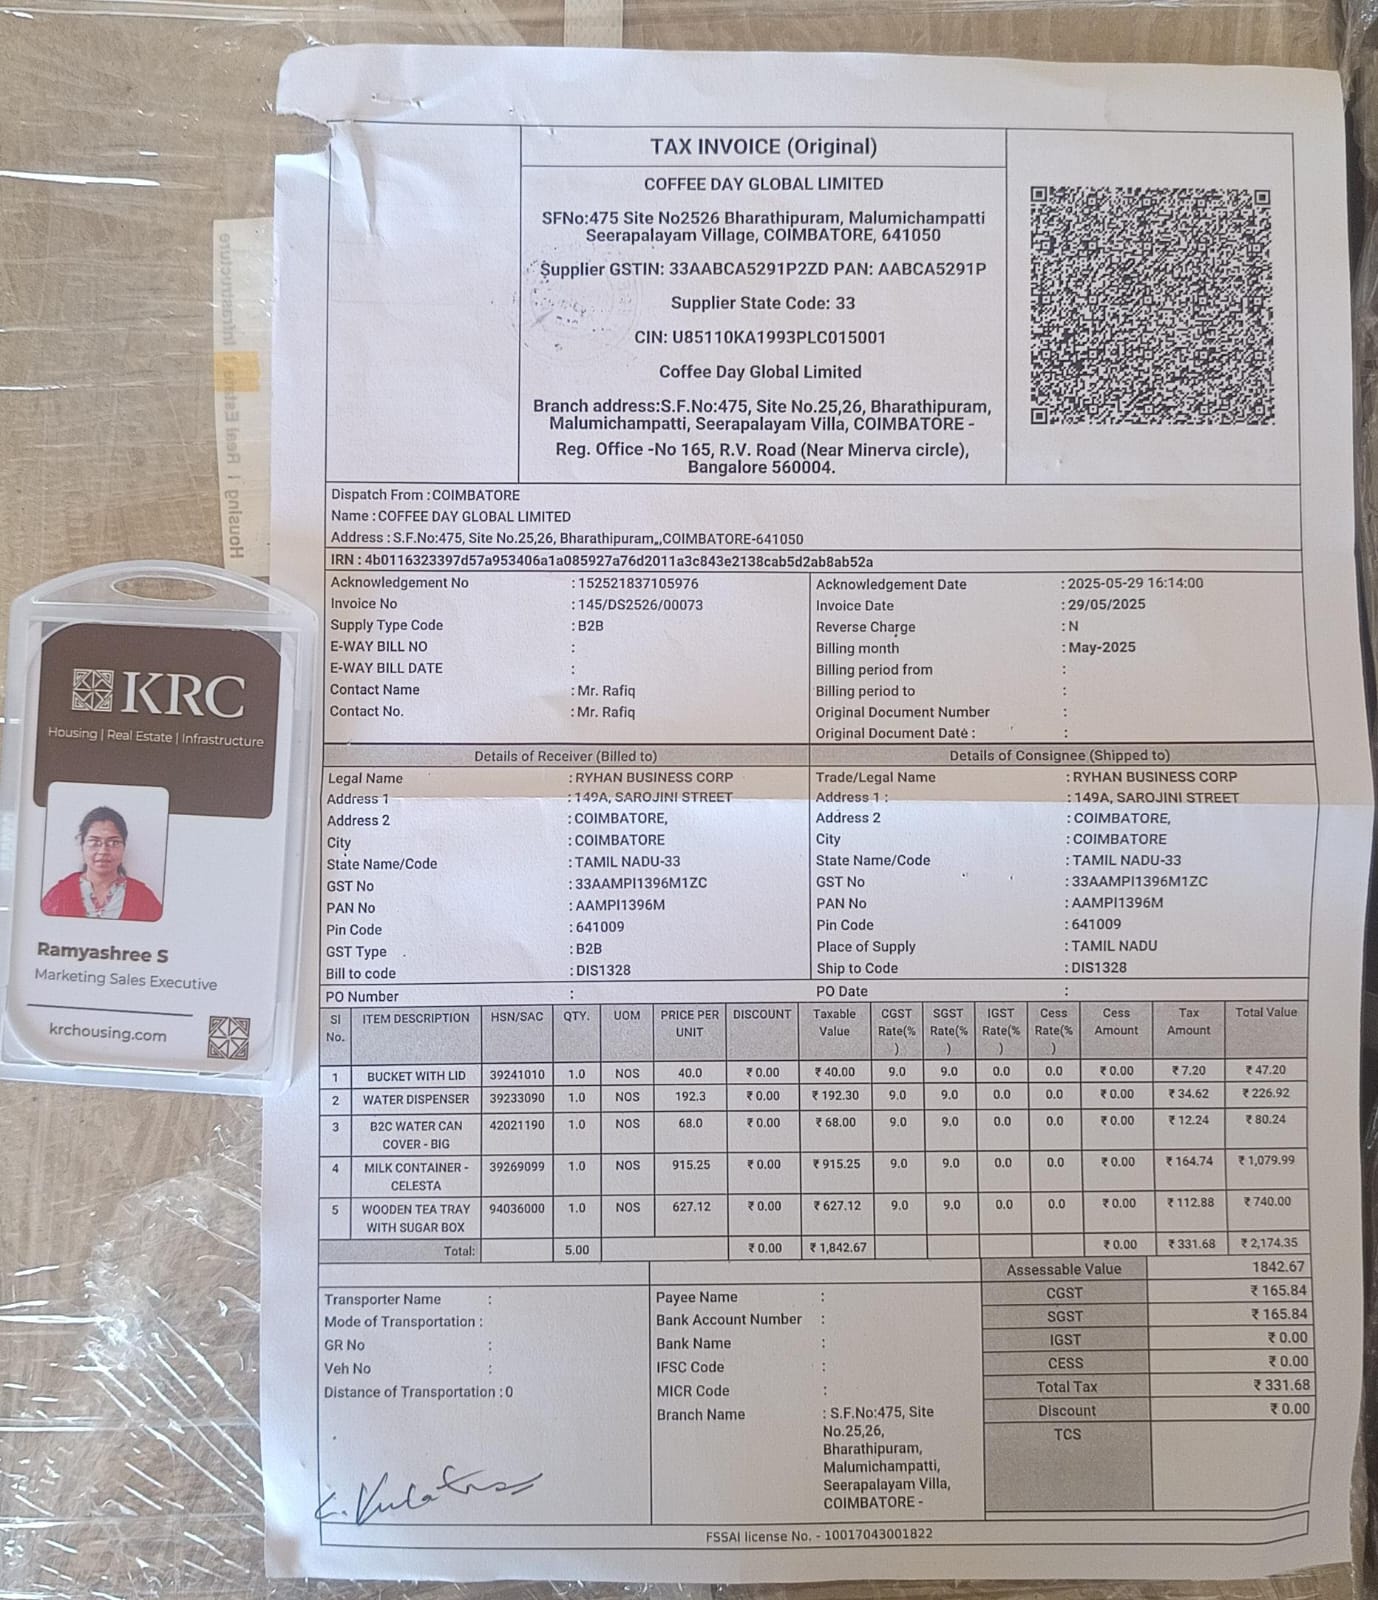 TAX INVOICE (Original)
COFFEE DAY GLOBAL LIMITED
SFNo:475 Site No2526 Bharathipuram, Malumichampatti
Seerapalayam Village, COIMBATORE, 641050
Supplier GSTIN: 33AABCA5291P2ZD PAN: AABCA5291P
Supplier State Code: 33
CIN: U85110KA1993PLC015001
Coffee Day Global Limited
Branch address:S.F.No:475, Site No.25,26, Bharathipuram,
Malumichampatti, Seerapalayam Villa, COIMBATORE -
Reg. Office -No 165, R.V. Road (Near Minerva circle),
Bangalore 560004.
Dispatch From :COIMBATORE
Name :COFFEE DAY GLOBAL LIMITED
Address : S.F.No:475, Site No.25,26, Bharathipuram,,,COIMBATORE-641050
IRN : 4b0116323397d57a953406a1a085927a76d2011a3c843e2138cab5d2ab8ab52a
Acknowledgement No : 152521837105976 Acknowledgement Date : 2025-05-29 16:14:00
Invoice No : 145/DS2526/00073 Invoice Date : 29/05/2025
Supply Type Code : B2B Reverse Charge : N
E-WAY BILL NO : Billing month : May-2025
E-WAY BILL DATE : Billing period from :
Contact Name : Mr. Rafiq Billing period to :
Contact No. : Mr. Rafiq Original Document Number :
Original Document Date : :
Details of Receiver (Billed to) Details of Consignee (Shipped to)
Legal Name : RYHAN BUSINESS CORP Trade/Legal Name : RYHAN BUSINESS CORP
Address 1 : 149A, SAROJINI STREET Address 1 : : 149A, SAROJINI STREET
Address 2 : COIMBATORE, Address 2 : COIMBATORE,
City : COIMBATORE City : COIMBATORE
State Name/Code : TAMIL NADU-33 State Name/Code : TAMIL NADU-33
GST No : 33AAMPI1396M1ZC GST No : 33AAMPI1396M1ZC
PAN No : AAMPI1396M PAN No : AAMPI1396M
Pin Code : 641009 Pin Code : 641009
GST Type : B2B Place of Supply : TAMIL NADU
Bill to code : DIS1328 Ship to Code : DIS1328
PO Number : PO Date :
SI No. ITEM DESCRIPTION HSN/SAC QTY. UOM PRICE PER UNIT DISCOUNT Taxable Value CGST Rate(%) SGST Rate(%) IGST Rate(%) Cess Rate(%) Cess Amount Tax Amount Total Value
1 BUCKET WITH LID 39241010 1.0 NOS 40.0 ₹ 0.00 ₹ 40.00 9.0 9.0 0.0 0.0 ₹ 0.00 ₹ 7.20 ₹ 47.20
2 WATER DISPENSER 39233090 1.0 NOS 192.3 ₹ 0.00 ₹ 192.30 9.0 9.0 0.0 0.0 ₹ 0.00 ₹ 34.62 ₹ 226.92
3 B2C WATER CAN COVER - BIG 42021190 1.0 NOS 68.0 ₹ 0.00 ₹ 68.00 9.0 9.0 0.0 0.0 ₹ 0.00 ₹ 12.24 ₹ 80.24
4 MILK CONTAINER - CELESTA 39269099 1.0 NOS 915.25 ₹ 0.00 ₹ 915.25 9.0 9.0 0.0 0.0 ₹ 0.00 ₹ 164.74 ₹ 1,079.99
5 WOODEN TEA TRAY WITH SUGAR BOX 94036000 1.0 NOS 627.12 ₹ 0.00 ₹ 627.12 9.0 9.0 0.0 0.0 ₹ 0.00 ₹ 112.88 ₹ 740.00
Total: 5.00 ₹ 0.00 ₹ 1,842.67 ₹ 0.00 ₹ 331.68 ₹ 2,174.35
Assessable Value 1842.67
CGST ₹ 165.84
SGST ₹ 165.84
IGST ₹ 0.00
CESS ₹ 0.00
Total Tax ₹ 331.68
Discount ₹ 0.00
TCS
Transporter Name :
Mode of Transportation :
GR No :
Veh No :
Distance of Transportation : 0
Payee Name :
Bank Account Number :
Bank Name :
IFSC Code :
MICR Code :
Branch Name : S.F.No:475, Site
No.25,26,
Bharathipuram,
Malumichampatti,
Seerapalayam Villa,
COIMBATORE -
FSSAI license No. - 10017043001822
KRC
Housing | Real Estate | Infrastructure
Ramyashree S
Marketing Sales Executive
krchousing.com
Housing | Real Estate | Infrastructure